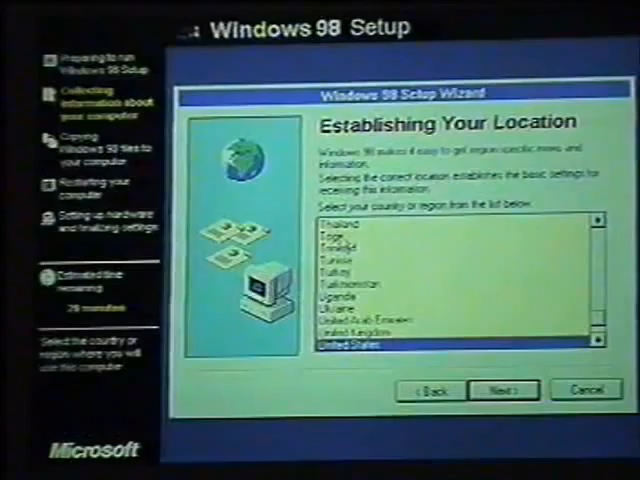 Windows 98 Setup
Preparing to run
Windows 98 Setup
Collecting
information about
your computer
Copying
Windows 98 files to
your computer
Restarting your
computer
Setting up hardware
and finalizing settings
Estimated time
remaining:
28 minutes
Select the country or
region where you will
use this computer
Microsoft
Windows 98 Setup Wizard
Establishing Your Location
Windows 98 makes it easy to get region specific news and
information.
Selecting the correct location establishes the basic settings for
receiving this information.
Select your country or region from the list below.
Thailand
Togo
Trinidad
Tunisia
Turkey
Turkmenistan
Uganda
Ukraine
United Arab Emirates
United Kingdom
United States
< Back
Next >
Cancel